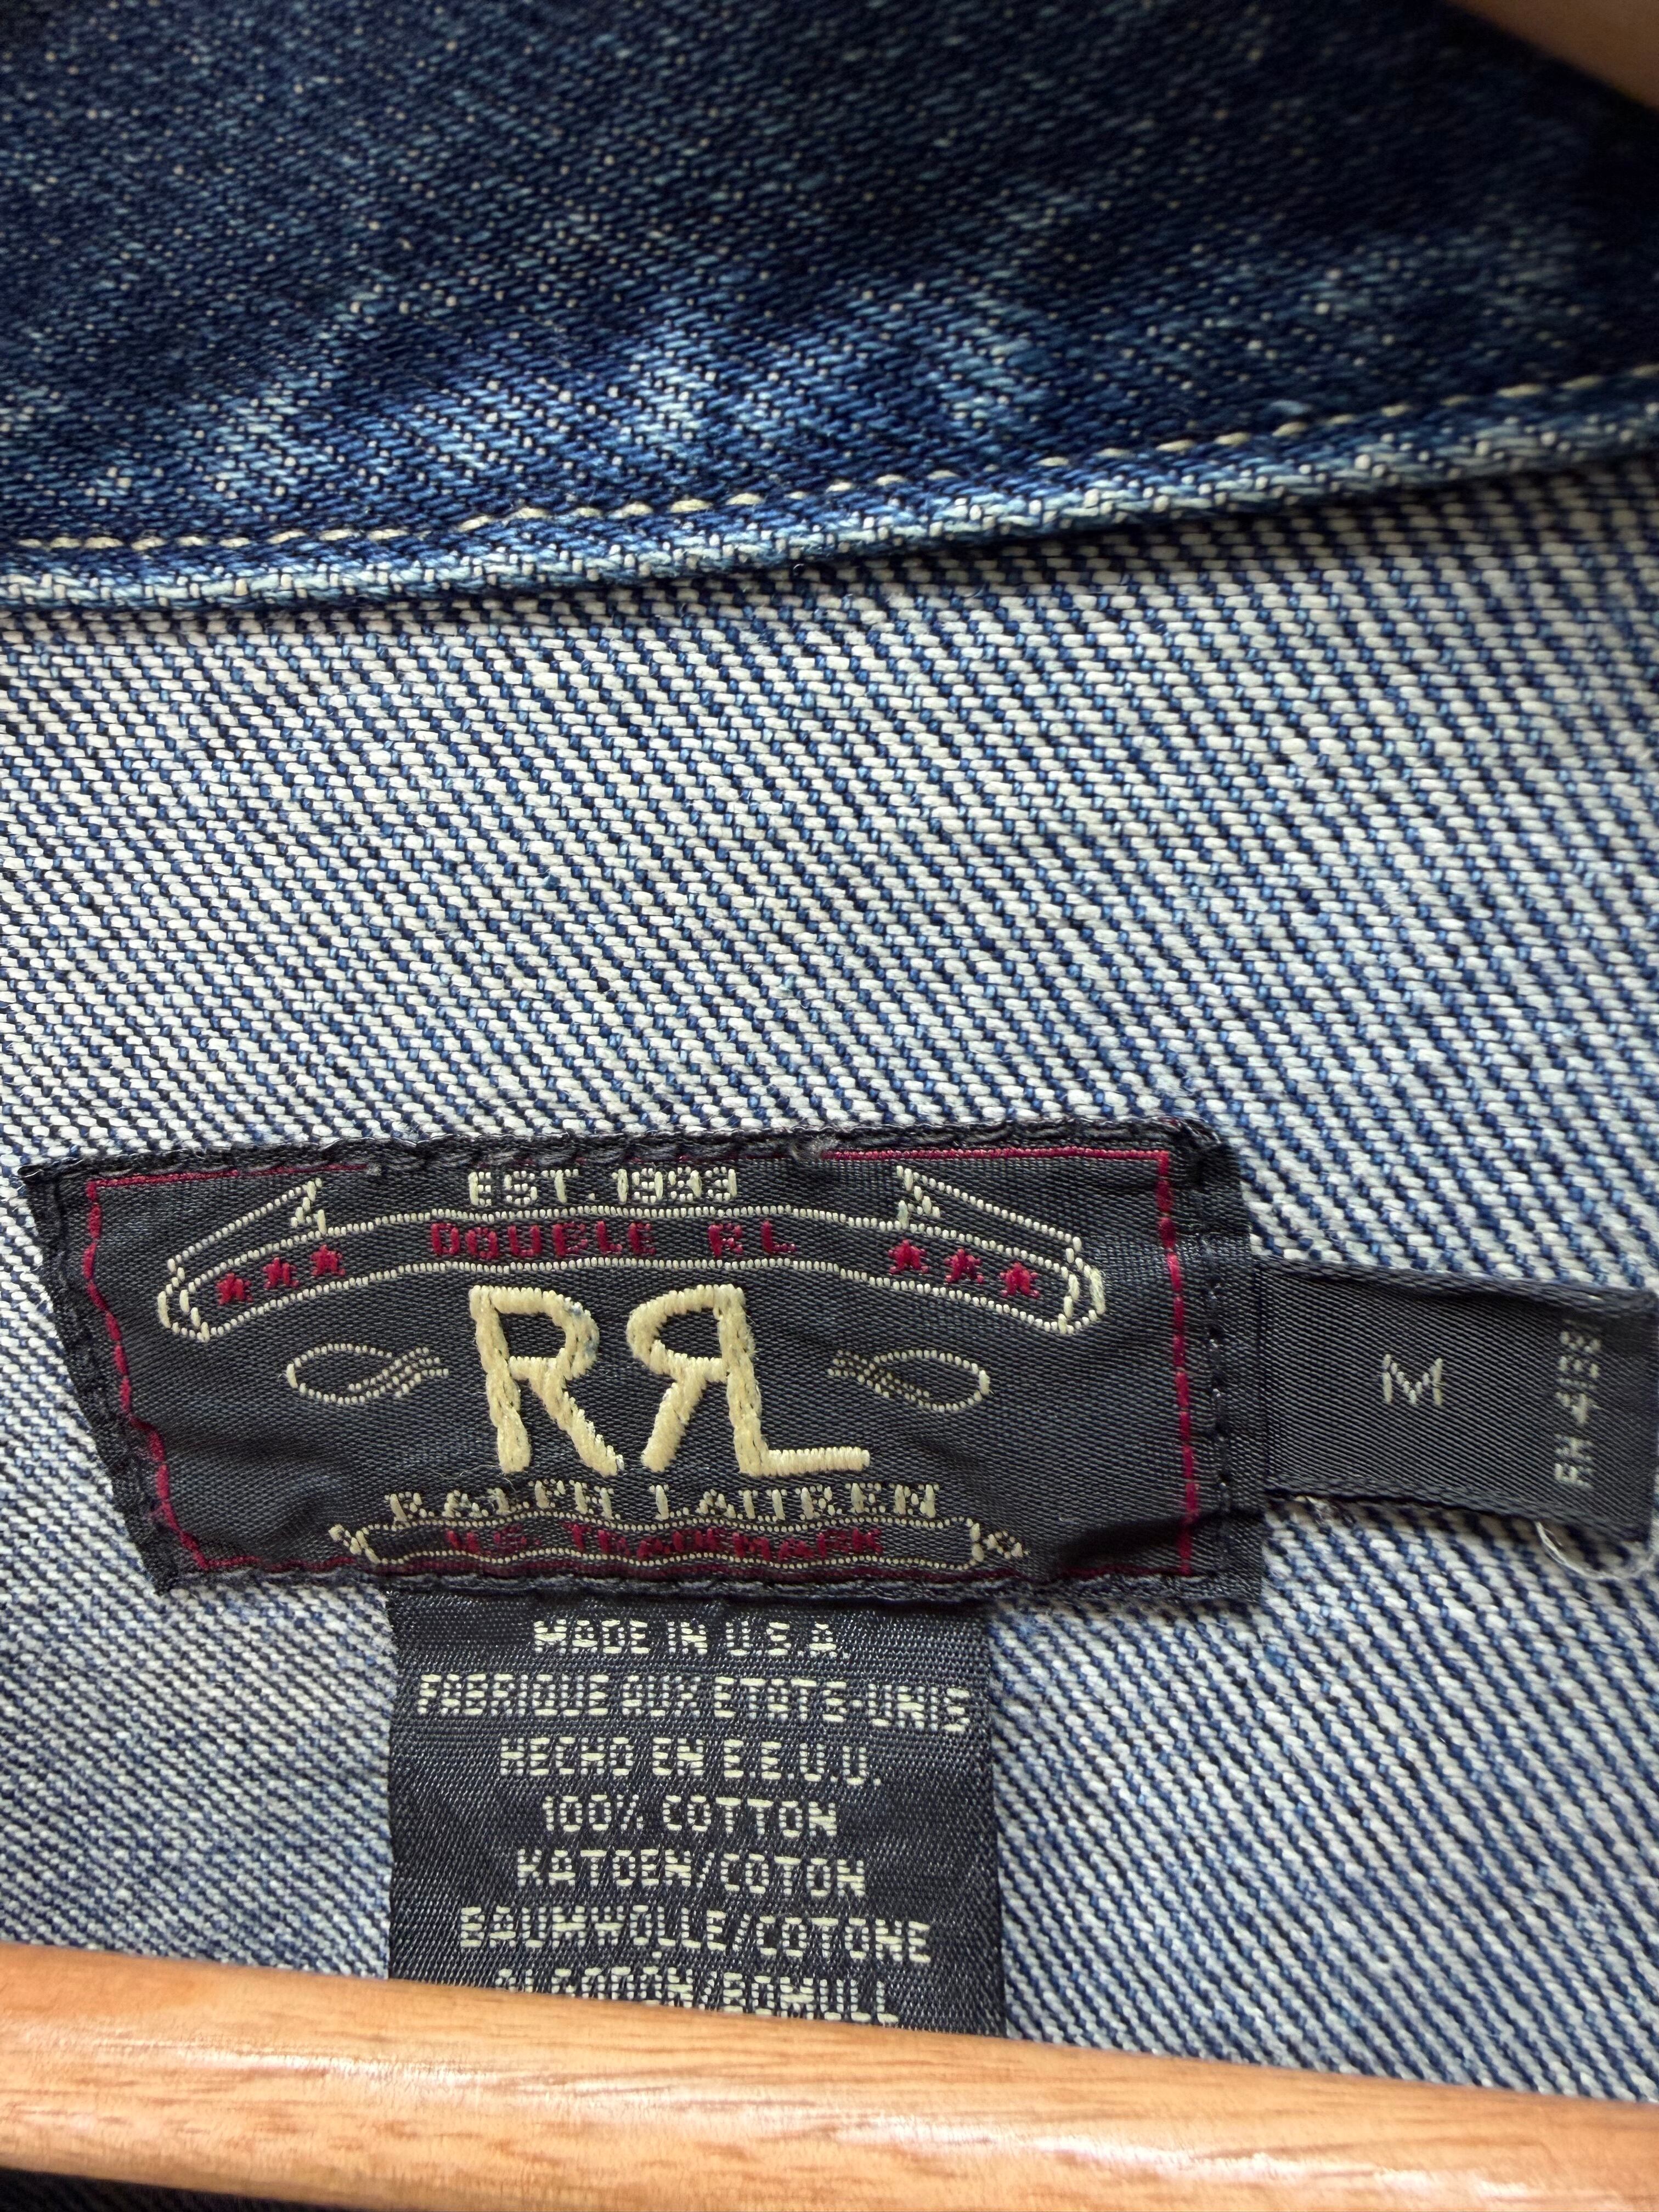 EST. 1993
DOUBLE RL
RRL
RALPH LAUREN
U.S. TRADEMARK
M
MADE IN U.S.A.
FABRIQUE AUX ETATS-UNIS
HECHO EN E.E.U.U.
100% COTTON
KATOEN/COTON
BAUMWOLLE/COTONE